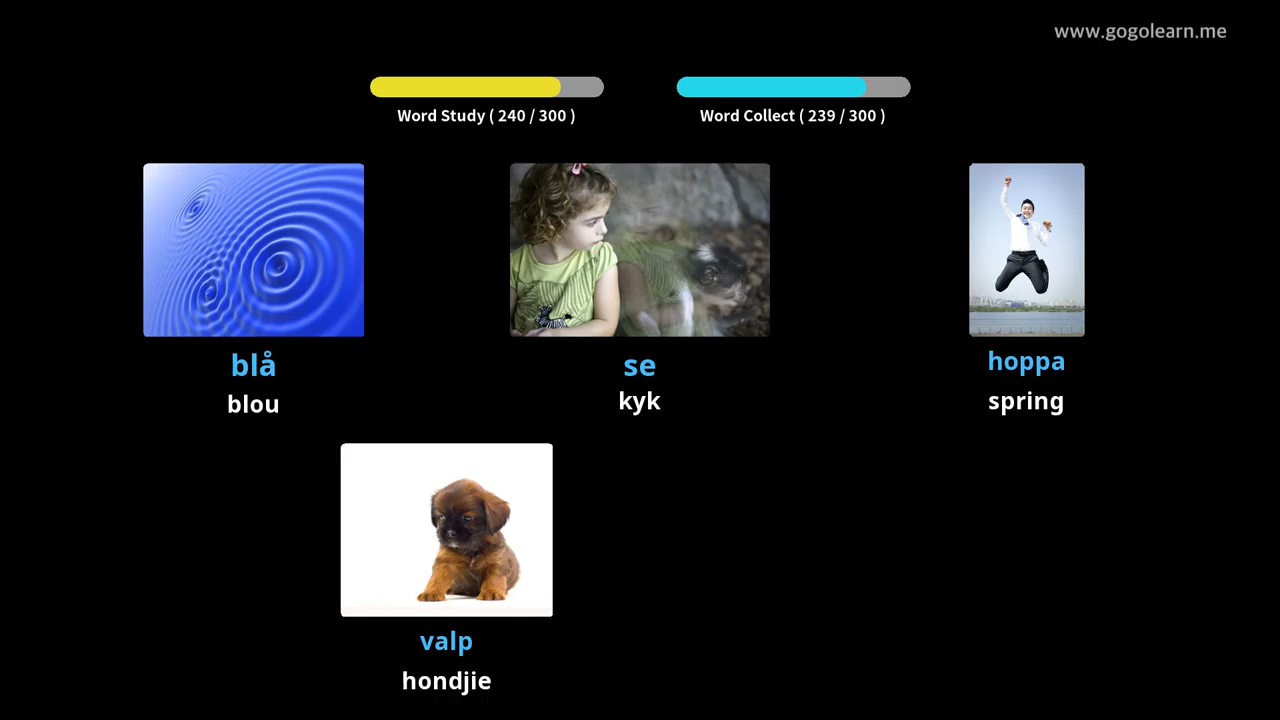 www.gogolearn.me
Word Study ( 240 / 300 )
Word Collect ( 239 / 300 )
blå
blou
se
kyk
hoppa
spring
valp
hondjie